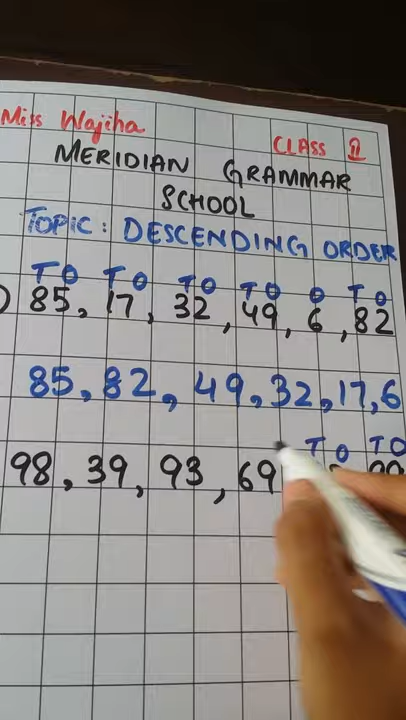 Miss Wajiha
CLASS 1
MERIDIAN GRAMMAR
SCHOOL
TOPIC: DESCENDING ORDER
TO TO TO TO O TO
) 85, 17, 32, 49, 6, 82
85, 82, 49, 32, 17, 6
TO TO
98, 39, 93, 69